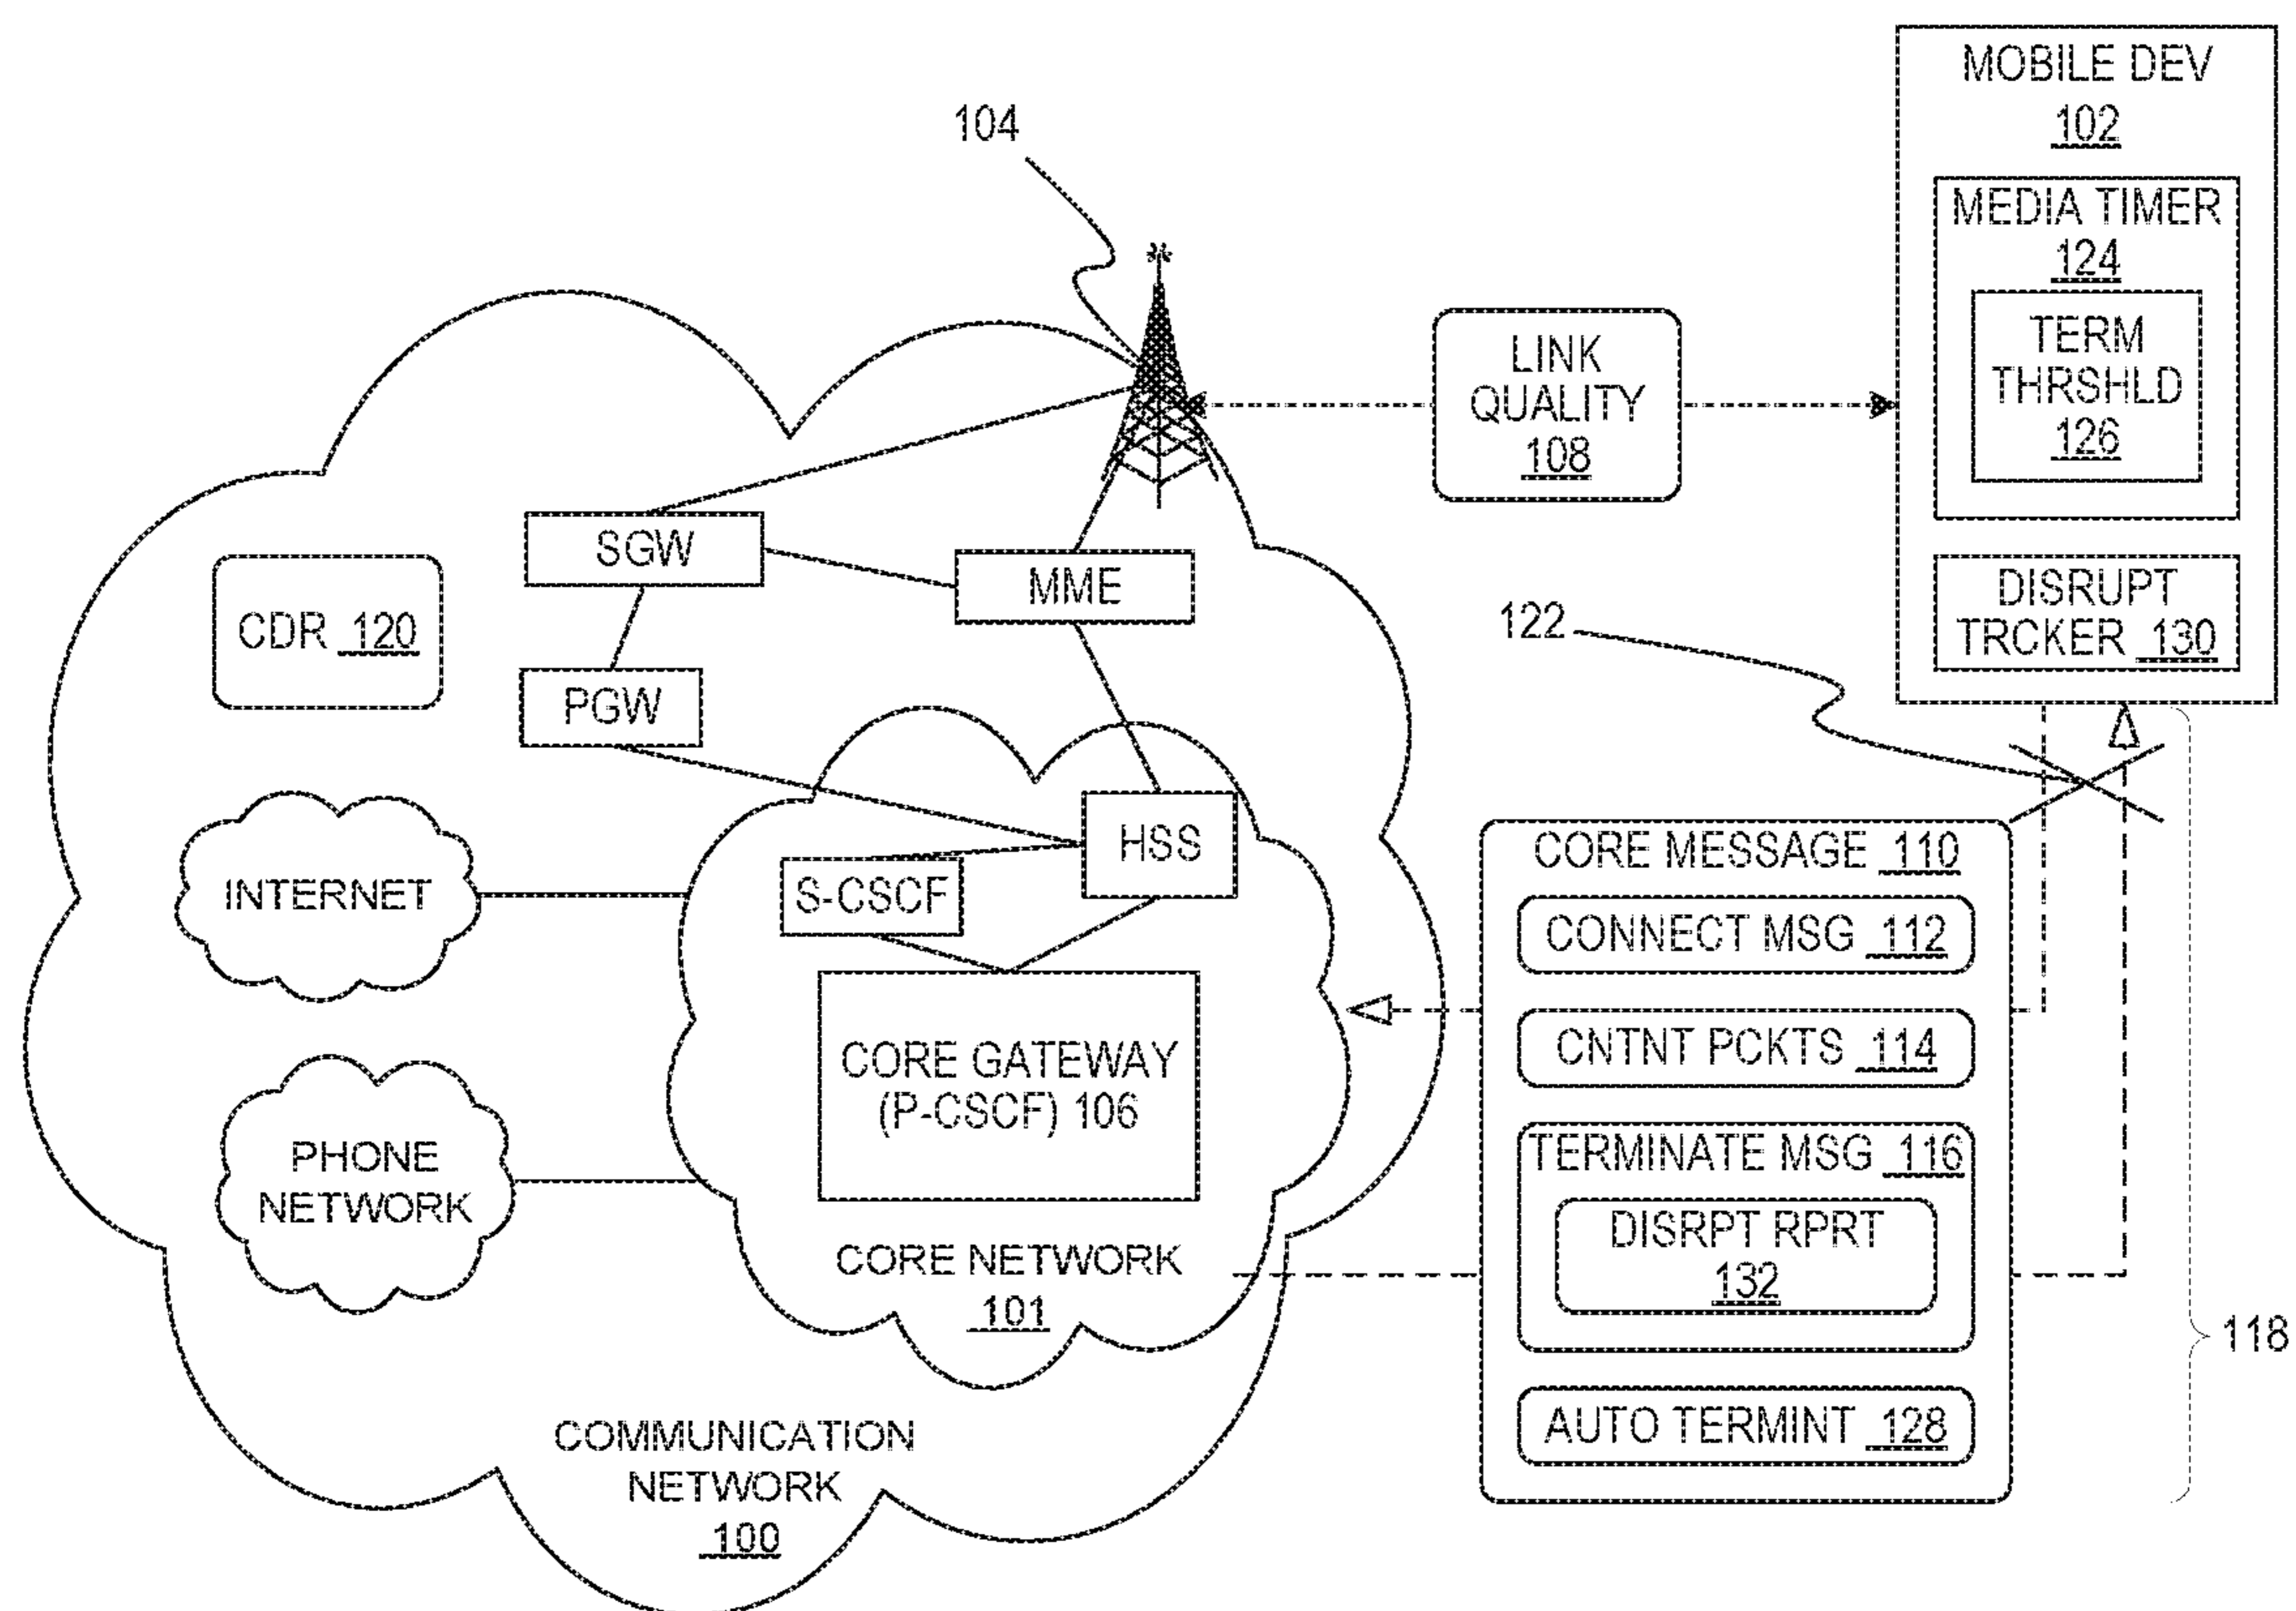 104
MOBILE DEV
102
MEDIA TIMER
124
TERM
THRSHLD
126
DISRUPT
TRCKER 130
LINK
QUALITY
108
SGW
MME
CDR 120
PGW
122
HSS
S-CSCF
INTERNET
CORE GATEWAY
(P-CSCF) 106
PHONE
NETWORK
CORE NETWORK
101
COMMUNICATION
NETWORK
100
CORE MESSAGE 110
CONNECT MSG 112
CNTNT PCKTS 114
TERMINATE MSG 116
DISRPT RPRT
132
AUTO TERMINT 128
118